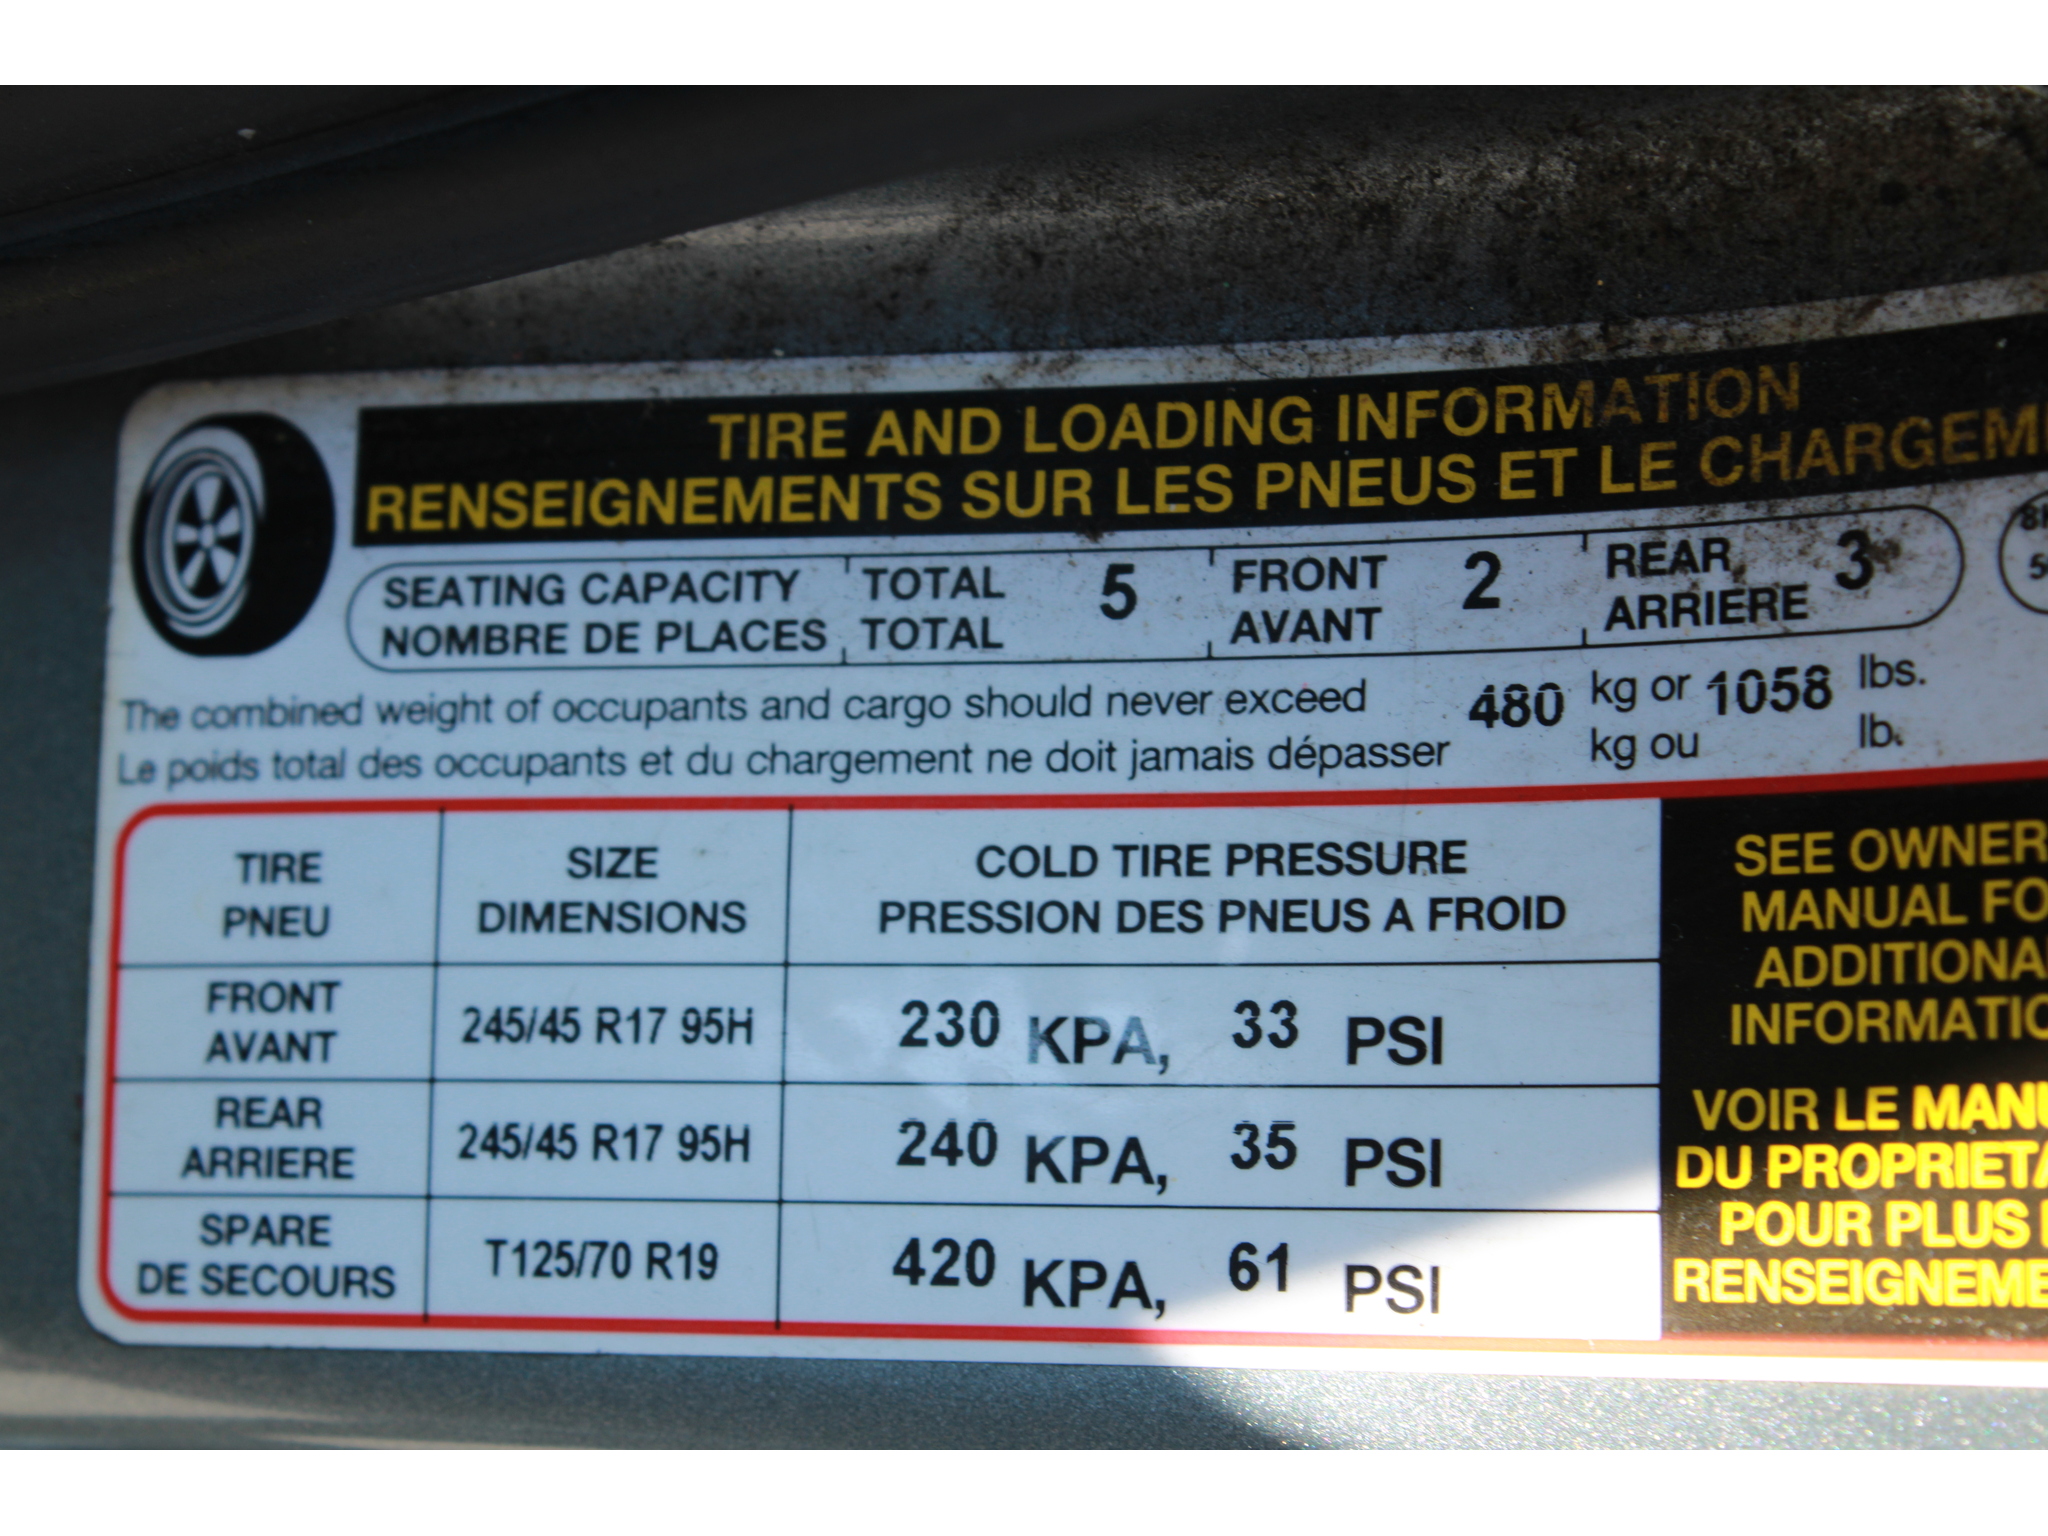 TIRE AND LOADING INFORMATION
RENSEIGNEMENTS SUR LES PNEUS ET LE CHARGEM
SEATING CAPACITY TOTAL 5 FRONT 2 REAR 3
NOMBRE DE PLACES TOTAL AVANT ARRIERE
The combined weight of occupants and cargo should never exceed 480 kg or 1058 lbs.
Le poids total des occupants et du chargement ne doit jamais dépasser kg ou lb.
TIRE SIZE COLD TIRE PRESSURE
PNEU DIMENSIONS PRESSION DES PNEUS A FROID
FRONT
AVANT 245/45 R17 95H 230 KPA, 33 PSI
REAR
ARRIERE 245/45 R17 95H 240 KPA, 35 PSI
SPARE
DE SECOURS T125/70 R19 420 KPA, 61 PSI
SEE OWNER
MANUAL FO
ADDITIONA
INFORMATIO
VOIR LE MANU
DU PROPRIETA
POUR PLUS
RENSEIGNEME